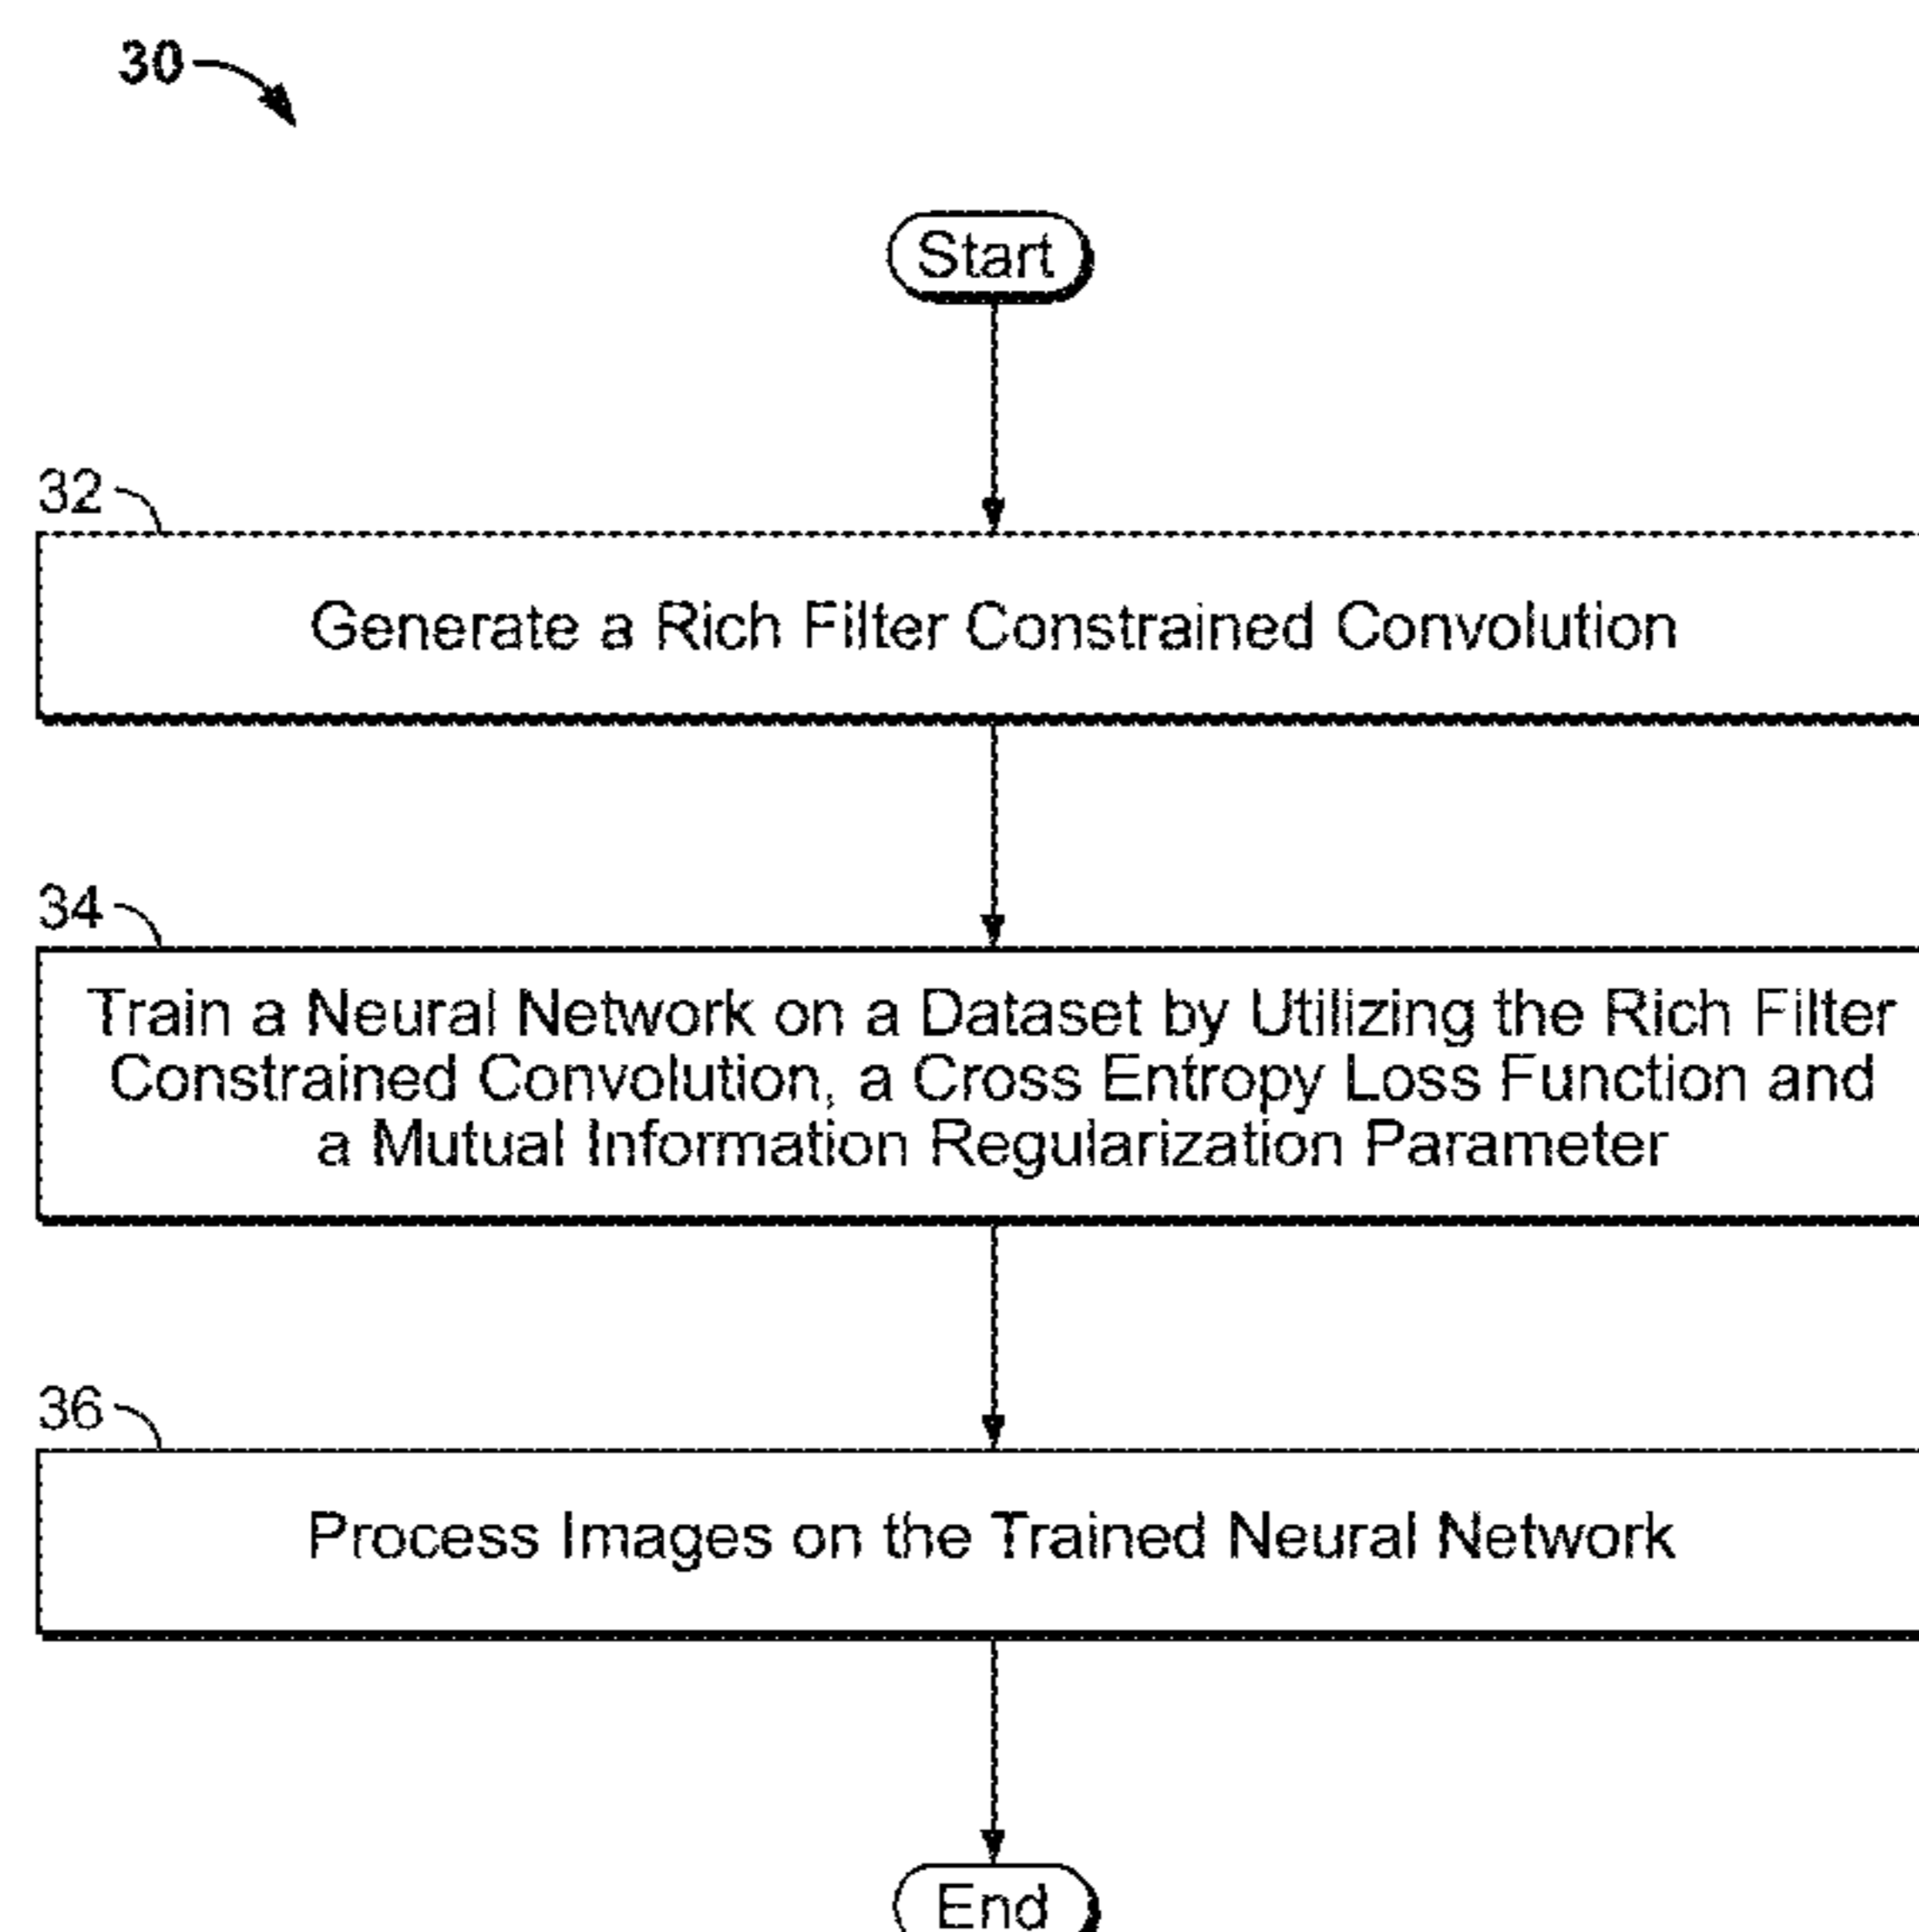 30
Start
32
Generate a Rich Filter Constrained Convolution
34
Train a Neural Network on a Dataset by Utilizing the Rich Filter
Constrained Convolution, a Cross Entropy Loss Function and
a Mutual Information Regularization Parameter
36
Process Images on the Trained Neural Network
End